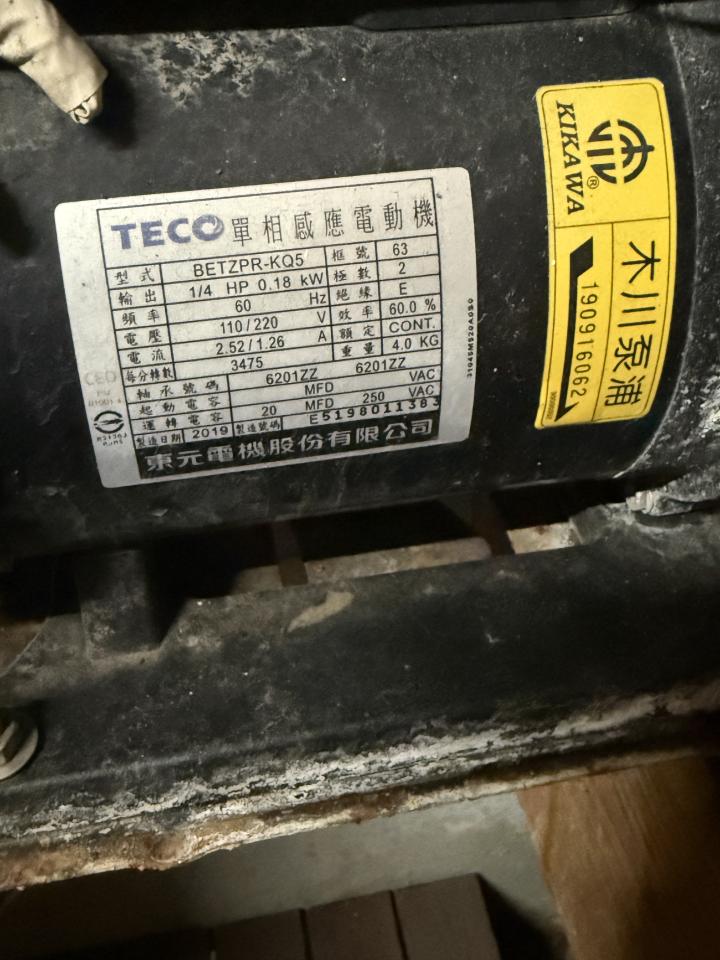 TECO 單相感應電動機
型式 BETZPR-KQ5 框號 63
輸出 1/4 HP 0.18 kW 極數 2
頻率 60 Hz 絕緣 E
電壓 110/220 V 效率 60.0 %
電流 2.52/1.26 A 額定 CONT.
每分轉數 3475 重量 4.0 KG
軸承號碼 6201ZZ 6201ZZ
起動電容 MFD VAC
運轉電容 20 MFD 250 VAC
製造日期 2019 製造號碼 E5198011383
東元電機股份有限公司
KIKAWA®
木川泵浦
190916062